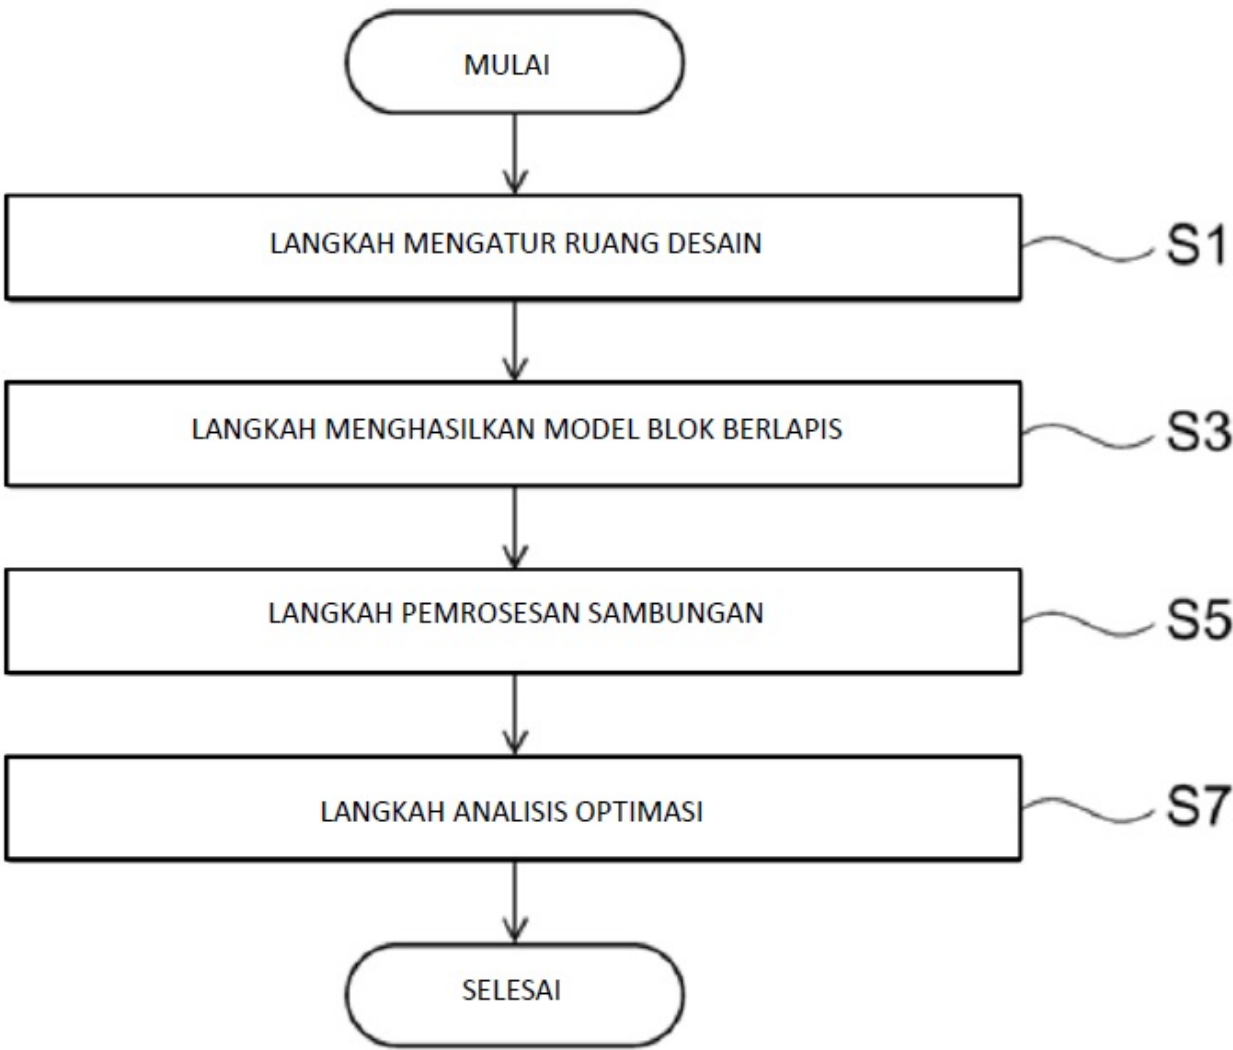 MULAI
LANGKAH MENGATUR RUANG DESAIN
S1
LANGKAH MENGHASILKAN MODEL BLOK BERLAPIS
S3
LANGKAH PEMROSESAN SAMBUNGAN
S5
LANGKAH ANALISIS OPTIMASI
S7
SELESAI